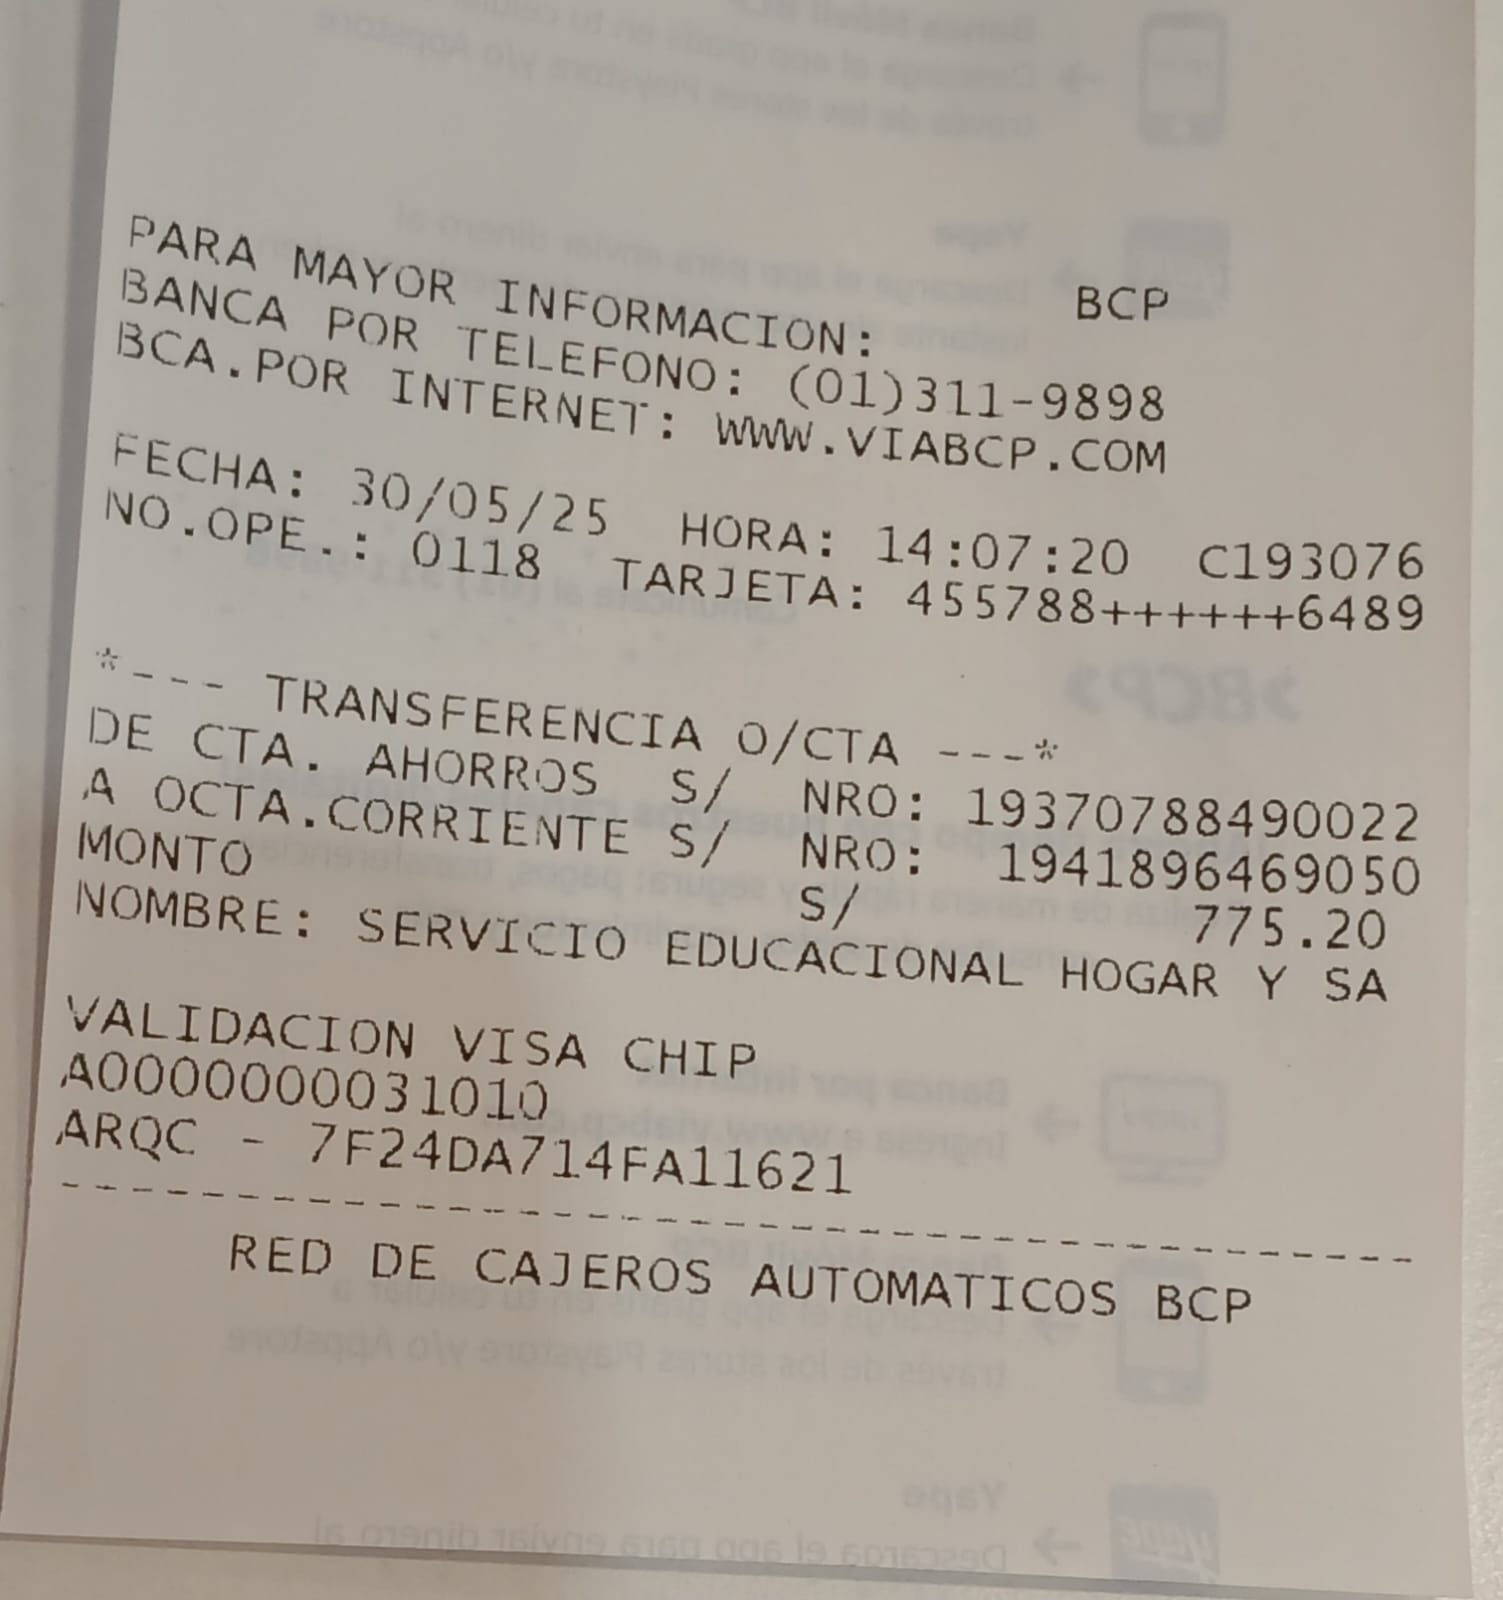 BCP
PARA MAYOR INFORMACION:
BANCA POR TELEFONO: (01)311-9898
BCA.POR INTERNET: WWW.VIABCP.COM
FECHA: 30/05/25 HORA: 14:07:20 C193076
NO.OPE.: 0118 TARJETA: 455788++++++6489
*--- TRANSFERENCIA O/CTA ---*
DE CTA. AHORROS S/ NRO: 19370788490022
A OCTA.CORRIENTE S/ NRO: 1941896469050
MONTO S/ 775.20
NOMBRE: SERVICIO EDUCACIONAL HOGAR Y SA
VALIDACION VISA CHIP
A0000000031010
ARQC - 7F24DA714FA11621
----------------------------------------
RED DE CAJEROS AUTOMATICOS BCP